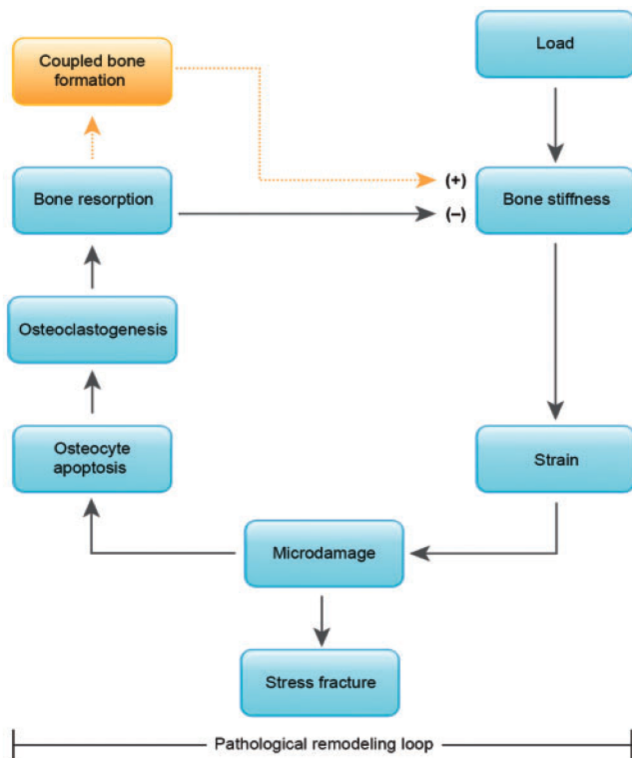 Coupled bone
formation
Load
Bone resorption
(+)
(–)
Bone stiffness
Osteoclastogenesis
Osteocyte
apoptosis
Strain
Microdamage
Stress fracture
Pathological remodeling loop